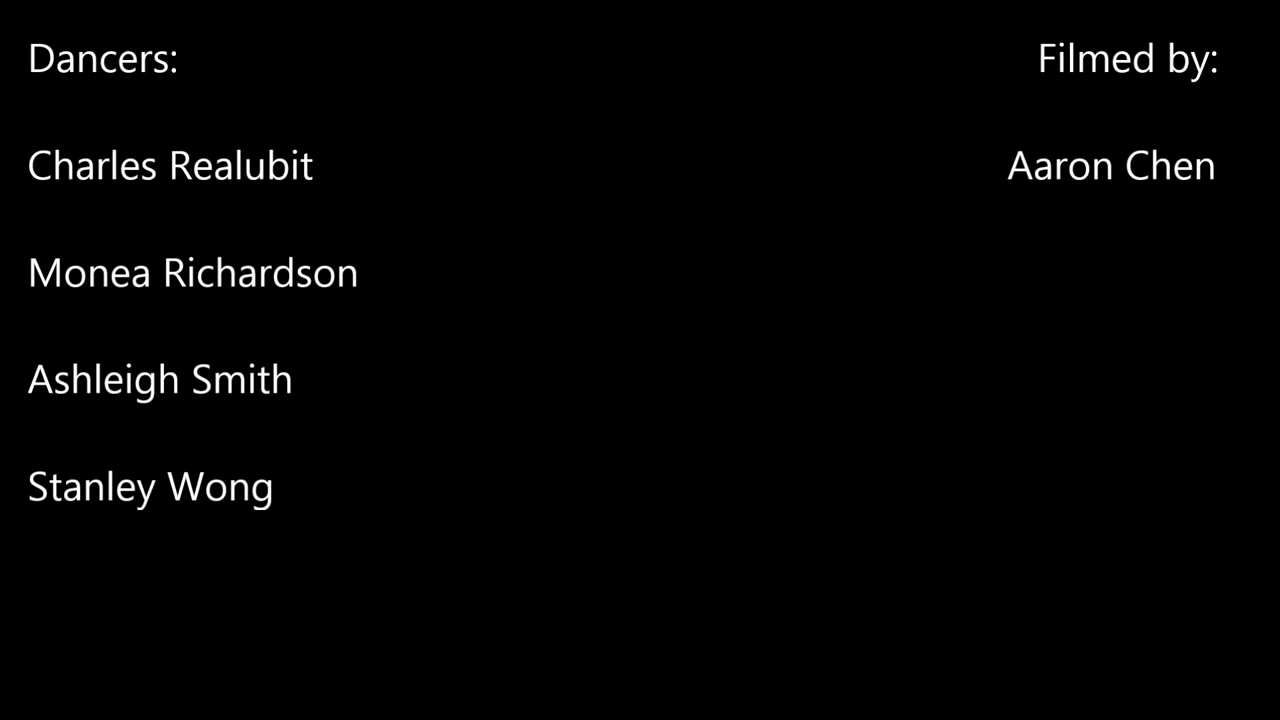 Dancers:
Charles Realubit
Monea Richardson
Ashleigh Smith
Stanley Wong
Filmed by:
Aaron Chen